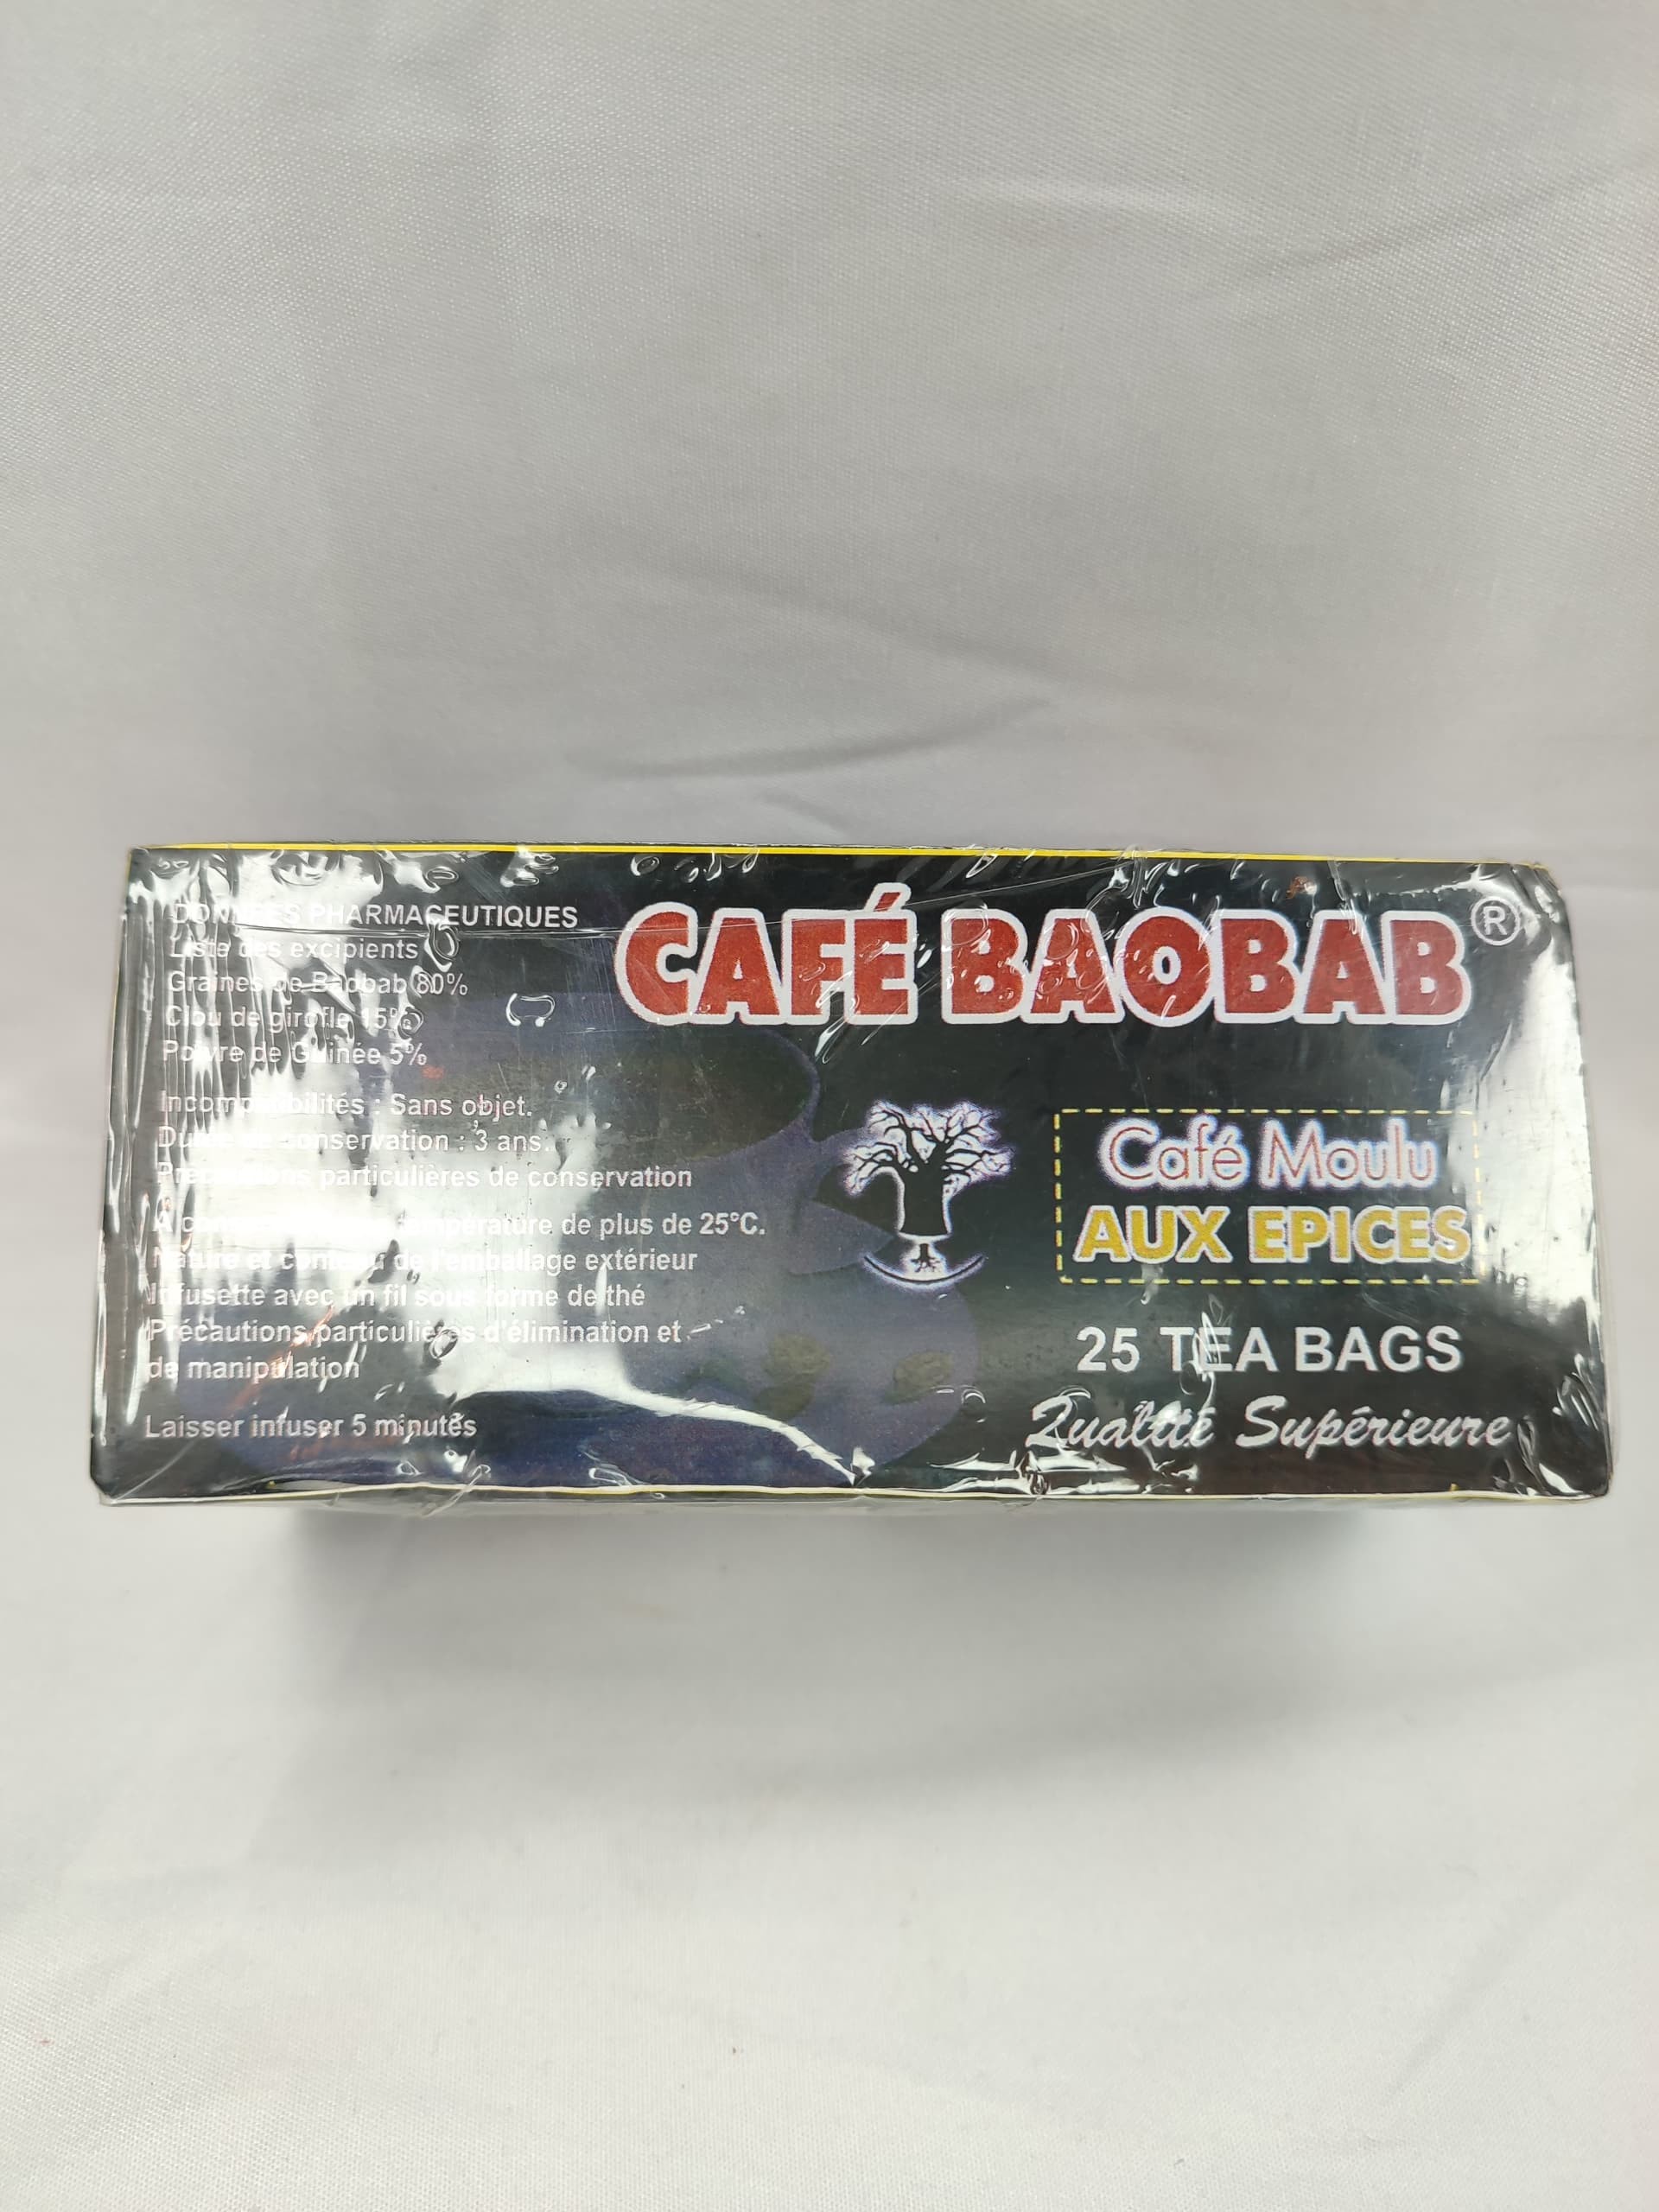 DONNÉES PHARMACEUTIQUES
Liste des excipients
Graines de Baobab 80%
Clou de girofle 15%
Poivre de Guinée 5%
Incompatibilités : Sans objet.
Durée de conservation : 3 ans.
Précautions particulières de conservation
température de plus de 25°C.
Nature et contenu de l'emballage extérieur
Infusette avec un fil sous forme de thé
Précautions particulières d'élimination et
de manipulation
Laisser infuser 5 minutes
CAFÉ BAOBAB®
Café Moulu
AUX EPICES
25 TEA BAGS
Qualité Supérieure